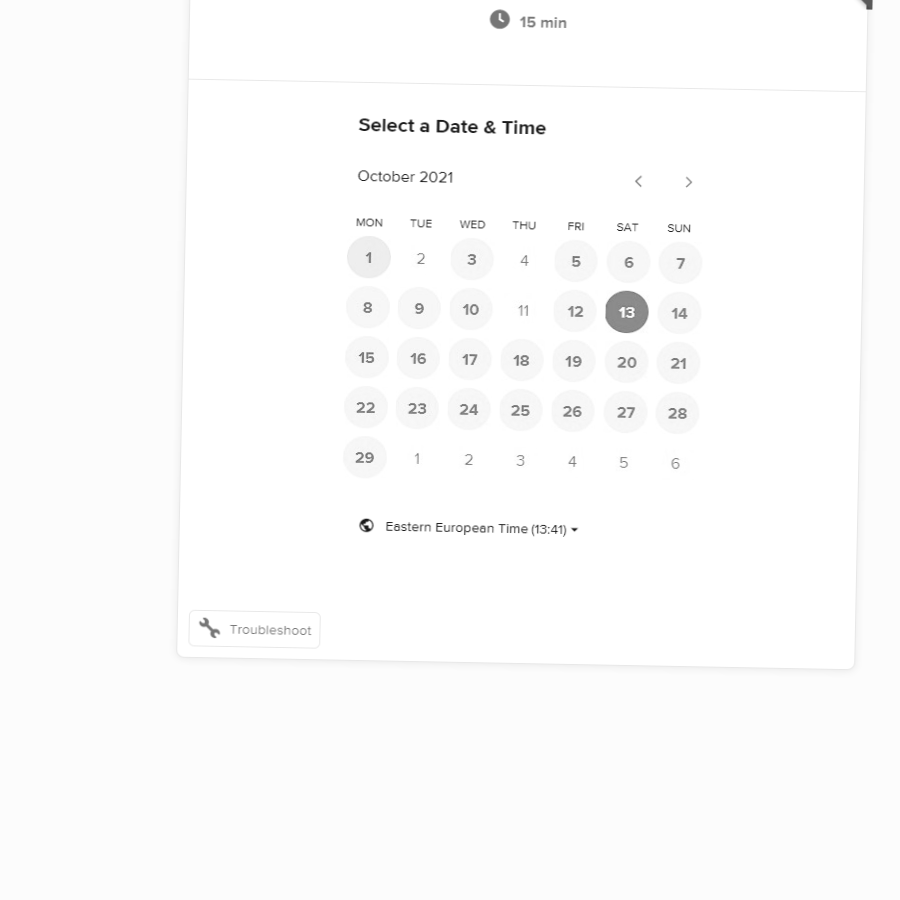 15 min
Select a Date & Time
October 2021
MON TUE WED THU FRI SAT SUN
1 2 3 4 5 6 7
8 9 10 11 12 13 14
15 16 17 18 19 20 21
22 23 24 25 26 27 28
29 1 2 3 4 5 6
Eastern European Time (13:41)
Troubleshoot